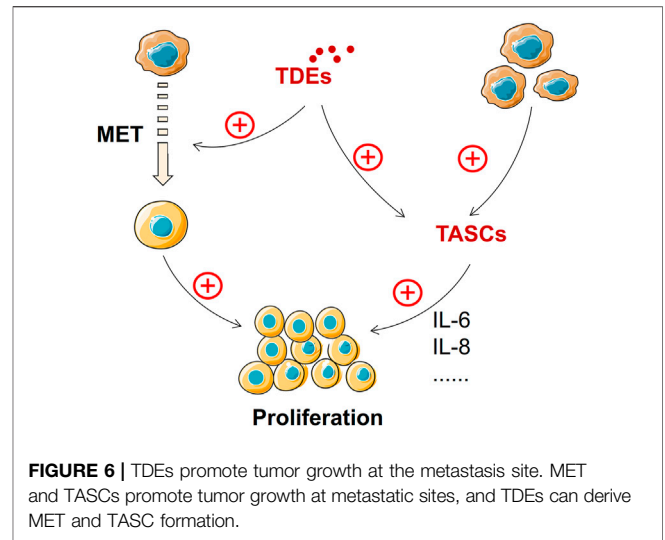 TDEs
MET
TASCs
IL-6
IL-8
......
Proliferation
FIGURE 6 | TDEs promote tumor growth at the metastasis site. MET
and TASCs promote tumor growth at metastatic sites, and TDEs can derive
MET and TASC formation.